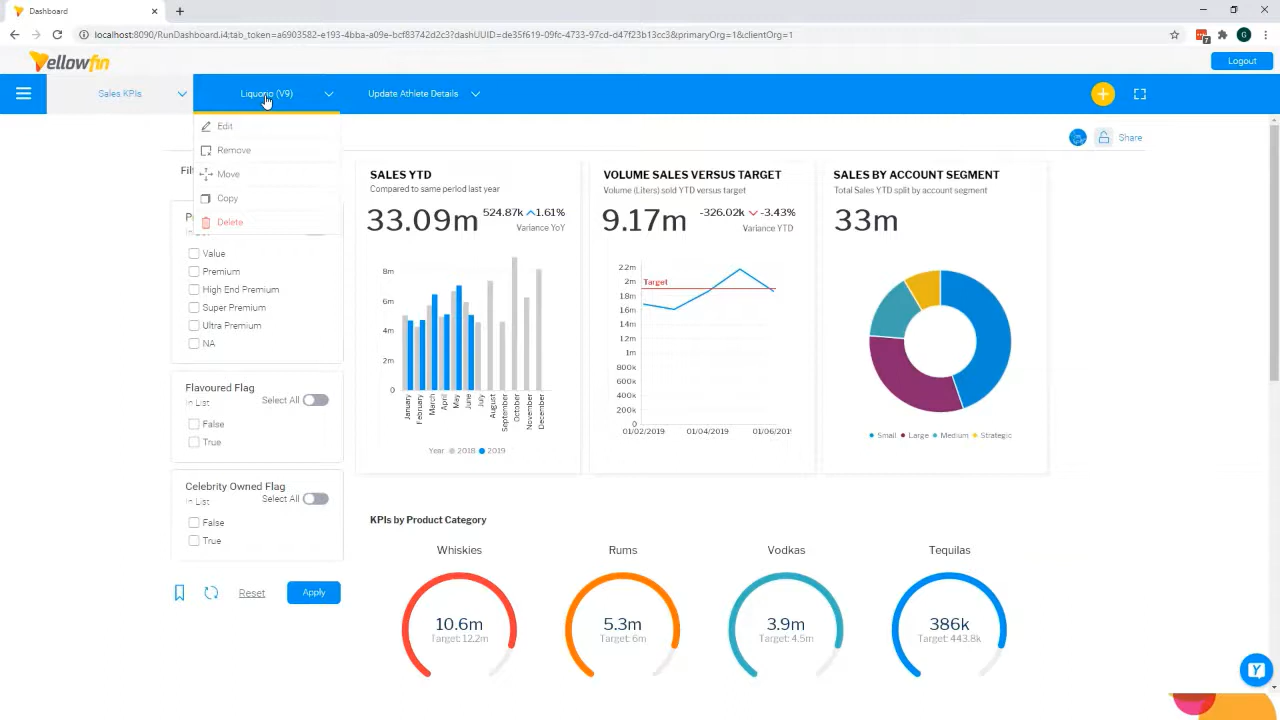 Dashboard
localhost:8090/RunDashboard.i4;tab_token=a6903582-e193-4bba-a09e-bcf83742d2c3?dashUUID=de35f619-09fc-4733-97cd-d47f23b13cc3&primaryOrg=1&clientOrg=1
7
G
Yellowfin
Logout
Sales KPIs
Liquorio (V9)
Update Athlete Details
Edit
Remove
Move
Copy
Delete
Share
Value
Premium
High End Premium
Super Premium
Ultra Premium
NA
Flavoured Flag
In List
Select All
False
True
Celebrity Owned Flag
In List
Select All
False
True
Reset
Apply
SALES YTD
Compared to same period last year
33.09m
524.87k
1.61%
Variance YoY
8m
6m
4m
2m
0
January
February
March
April
May
June
July
August
September
October
November
December
Year 2018 2019
VOLUME SALES VERSUS TARGET
Volume (Liters) sold YTD versus target
9.17m
-326.02k
-3.43%
Variance YTD
2.2m
2m
1.8m
1.6m
1.4m
1.2m
1m
800k
600k
400k
200k
0
Target
01/02/2019
01/04/2019
01/06/201
SALES BY ACCOUNT SEGMENT
Total Sales YTD split by account segment
33m
Small Large Medium Strategic
KPIs by Product Category
Whiskies
10.6m
Target: 12.2m
Rums
5.3m
Target: 6m
Vodkas
3.9m
Target: 4.5m
Tequilas
386k
Target: 443.8k